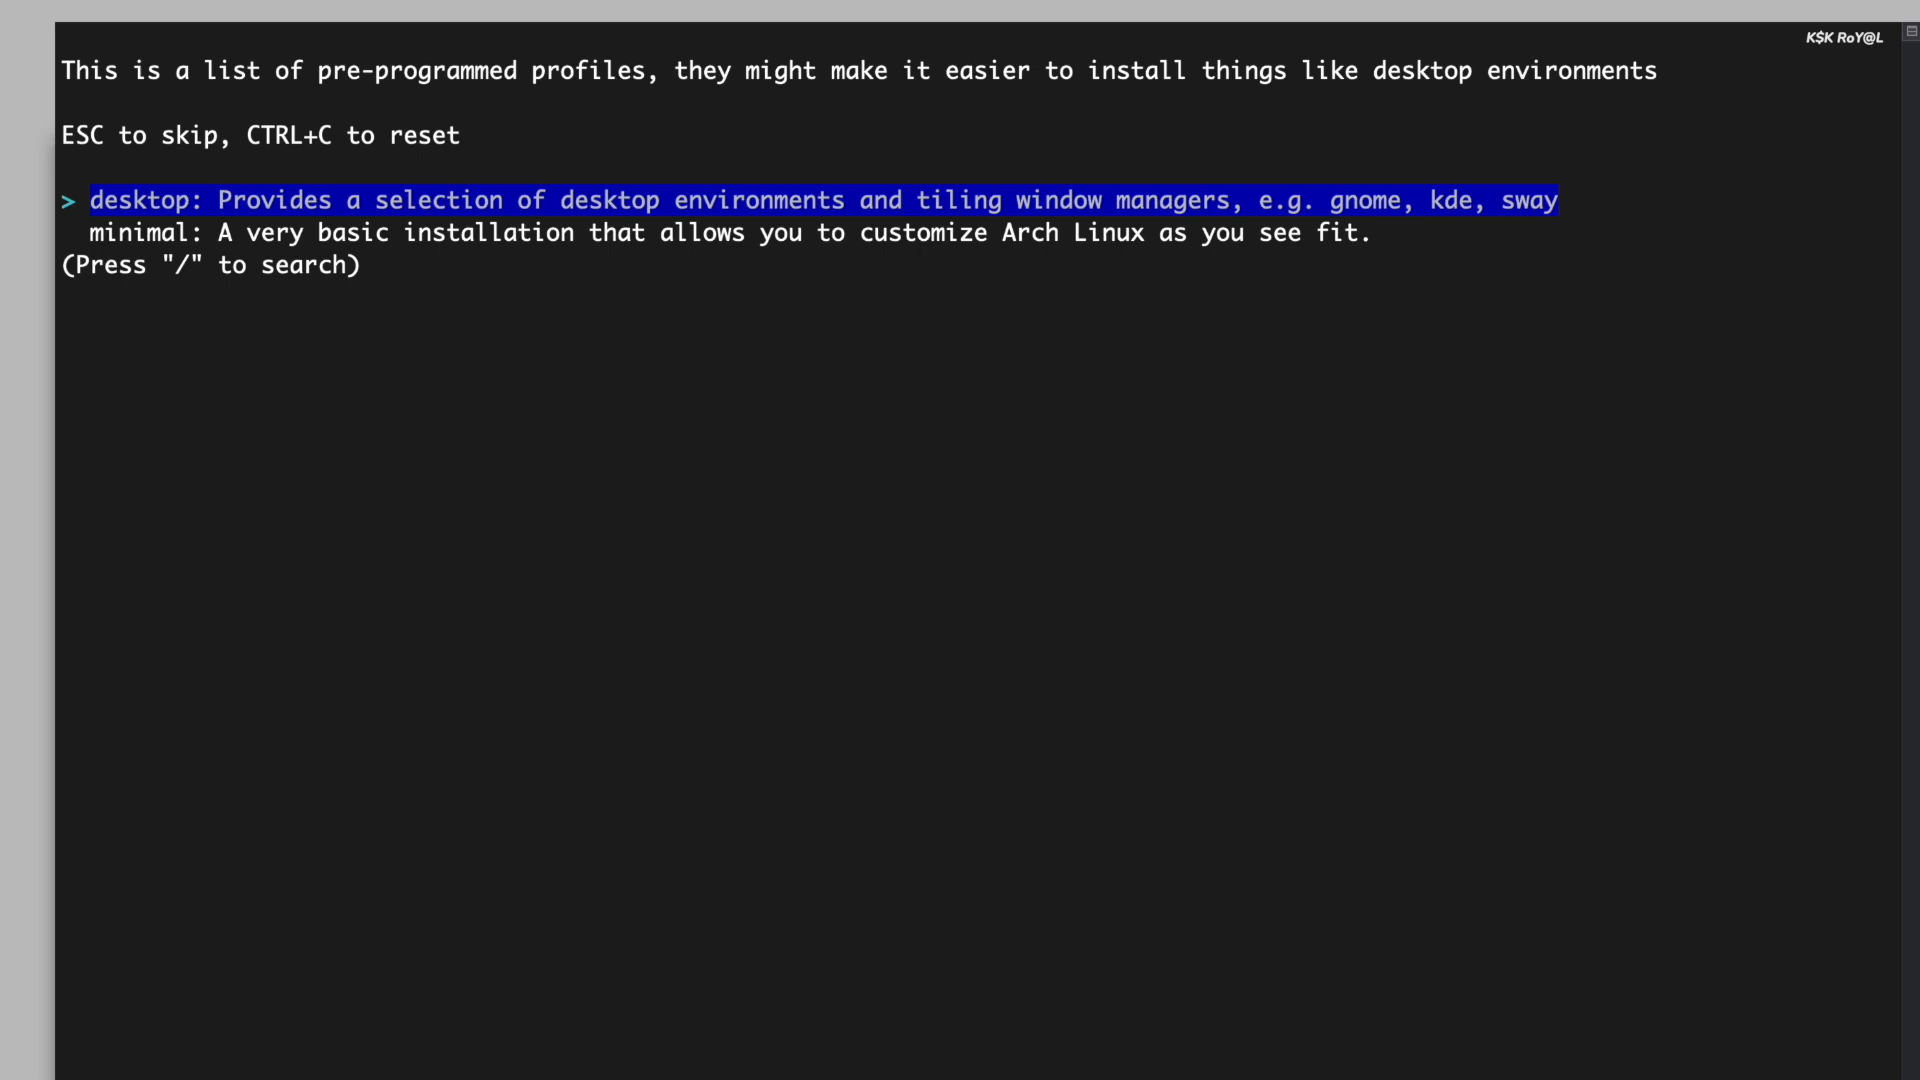 K$K RoY@L
This is a list of pre-programmed profiles, they might make it easier to install things like desktop environments
ESC to skip, CTRL+C to reset
> desktop: Provides a selection of desktop environments and tiling window managers, e.g. gnome, kde, sway
minimal: A very basic installation that allows you to customize Arch Linux as you see fit.
(Press "/" to search)